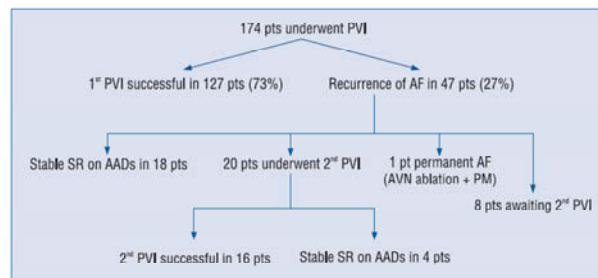 174 pts underwent PVI
1st PVI successful in 127 pts (73%)
Recurrence of AF in 47 pts (27%)
Stable SR on AADs in 18 pts
20 pts underwent 2nd PVI
1 pt permanent AF
(AVN ablation + PM)
8 pts awaiting 2nd PVI
2nd PVI successful in 16 pts
Stable SR on AADs in 4 pts